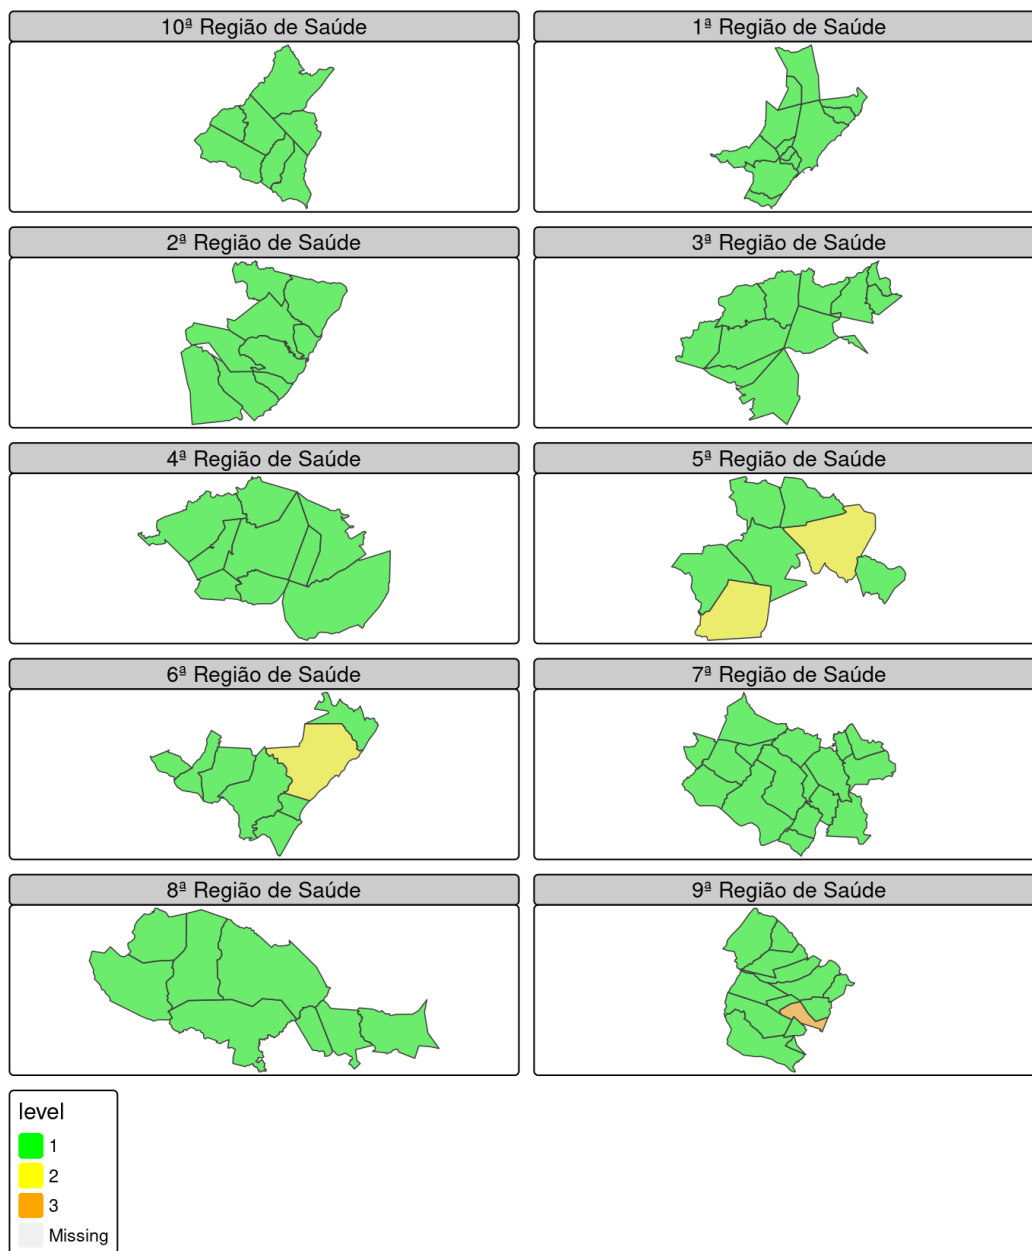 10ª Região de Saúde
1ª Região de Saúde
2ª Região de Saúde
3ª Região de Saúde
4ª Região de Saúde
5ª Região de Saúde
6ª Região de Saúde
7ª Região de Saúde
8ª Região de Saúde
9ª Região de Saúde
level
1
2
3
Missing